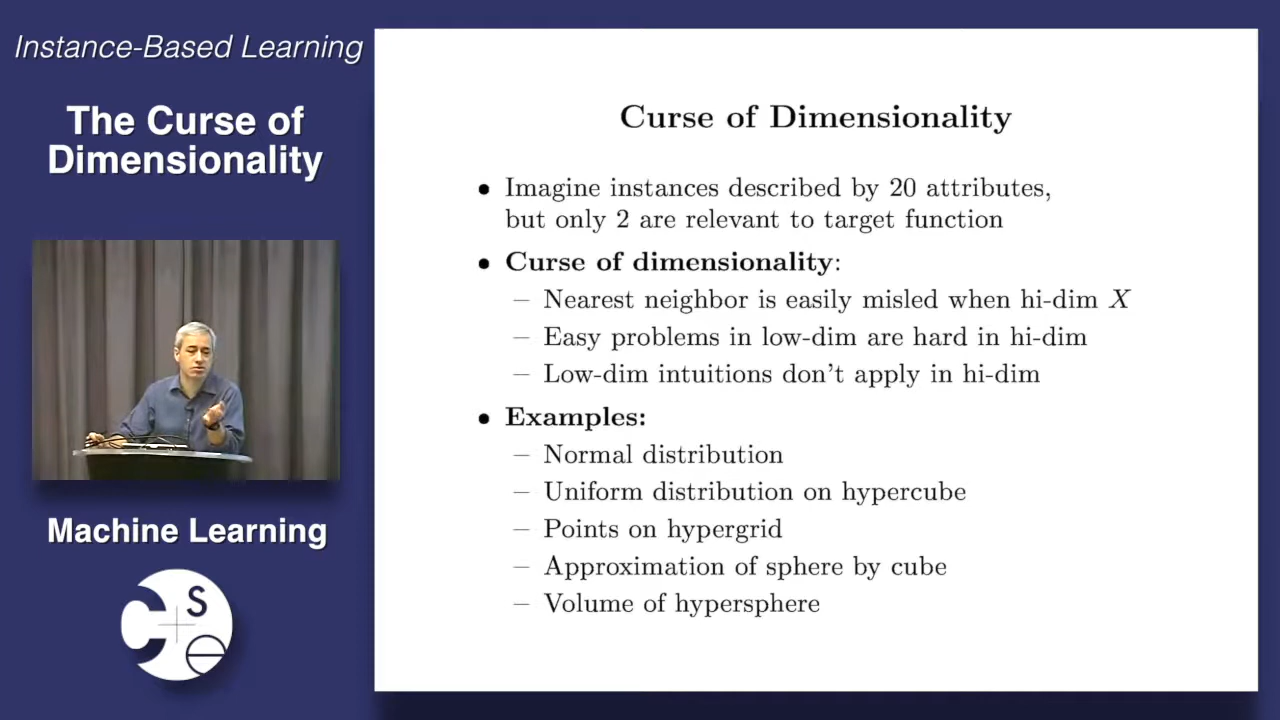 Instance-Based Learning
The Curse of
Dimensionality
Machine Learning
C S e
Curse of Dimensionality
• Imagine instances described by 20 attributes,
but only 2 are relevant to target function
• Curse of dimensionality:
– Nearest neighbor is easily misled when hi-dim X
– Easy problems in low-dim are hard in hi-dim
– Low-dim intuitions don't apply in hi-dim
• Examples:
– Normal distribution
– Uniform distribution on hypercube
– Points on hypergrid
– Approximation of sphere by cube
– Volume of hypersphere